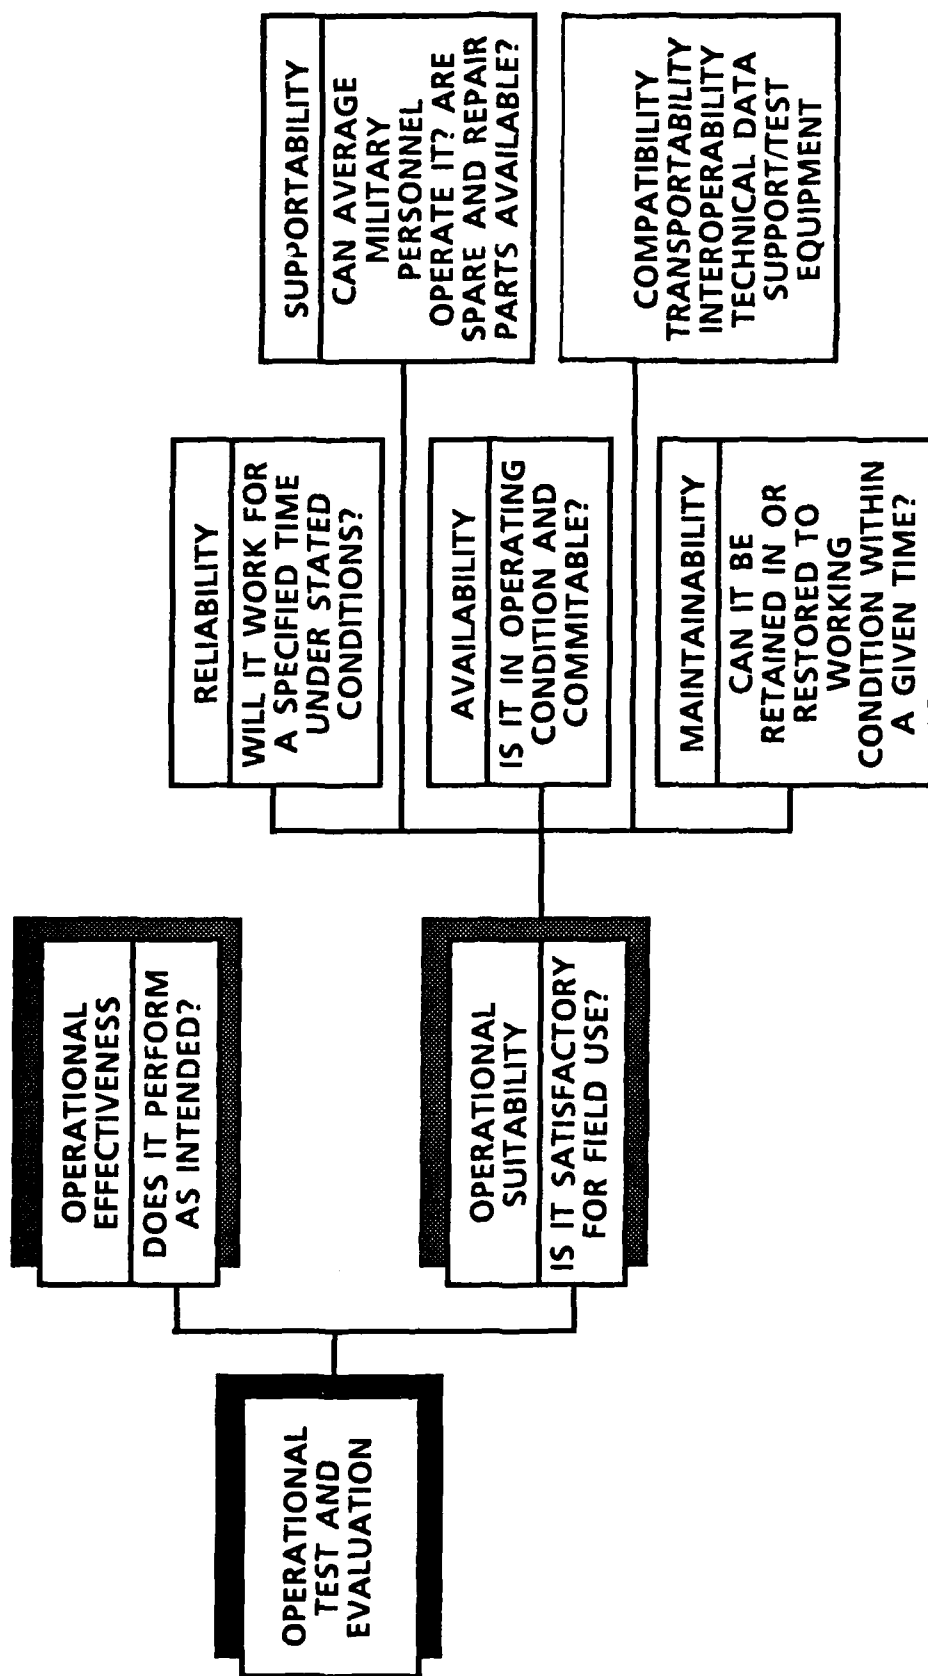 OPERATIONAL
TEST AND
EVALUATION
OPERATIONAL
EFFECTIVENESS
DOES IT PERFORM
AS INTENDED?
OPERATIONAL
SUITABILITY
IS IT SATISFACTORY
FOR FIELD USE?
RELIABILITY
WILL IT WORK FOR
A SPECIFIED TIME
UNDER STATED
CONDITIONS?
AVAILABILITY
IS IT IN OPERATING
CONDITION AND
COMMITABLE?
MAINTAINABILITY
CAN IT BE
RETAINED IN OR
RESTORED TO
WORKING
CONDITION WITHIN
A GIVEN TIME?
SUPPORTABILITY
CAN AVERAGE
MILITARY
PERSONNEL
OPERATE IT? ARE
SPARE AND REPAIR
PARTS AVAILABLE?
COMPATIBILITY
TRANSPORTABILITY
INTEROPERABILITY
TECHNICAL DATA
SUPPORT/TEST
EQUIPMENT